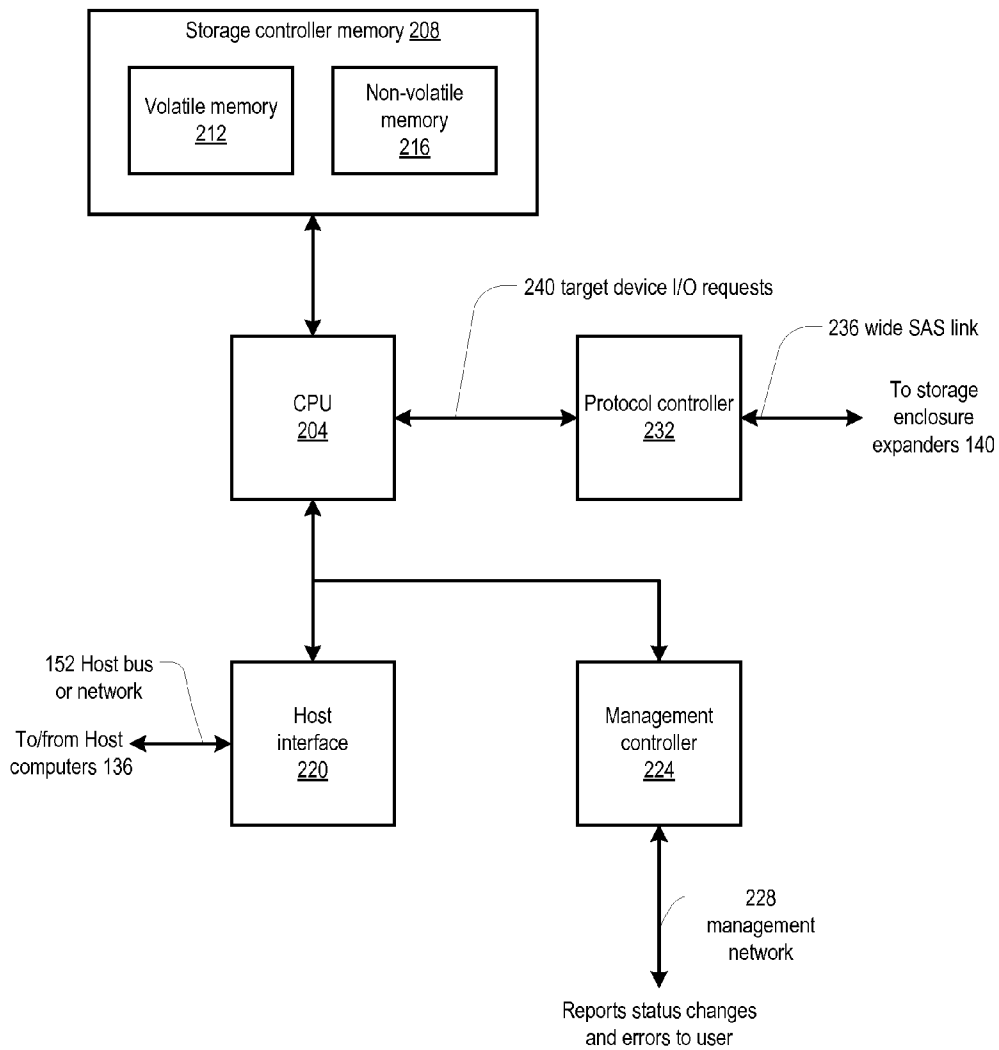 Storage controller memory 208
Volatile memory
212
Non-volatile
memory
216
240 target device I/O requests
236 wide SAS link
CPU
204
Protocol controller
232
To storage
enclosure
expanders 140
152 Host bus
or network
To/from Host
computers 136
Host
interface
220
Management
controller
224
228
management
network
Reports status changes
and errors to user